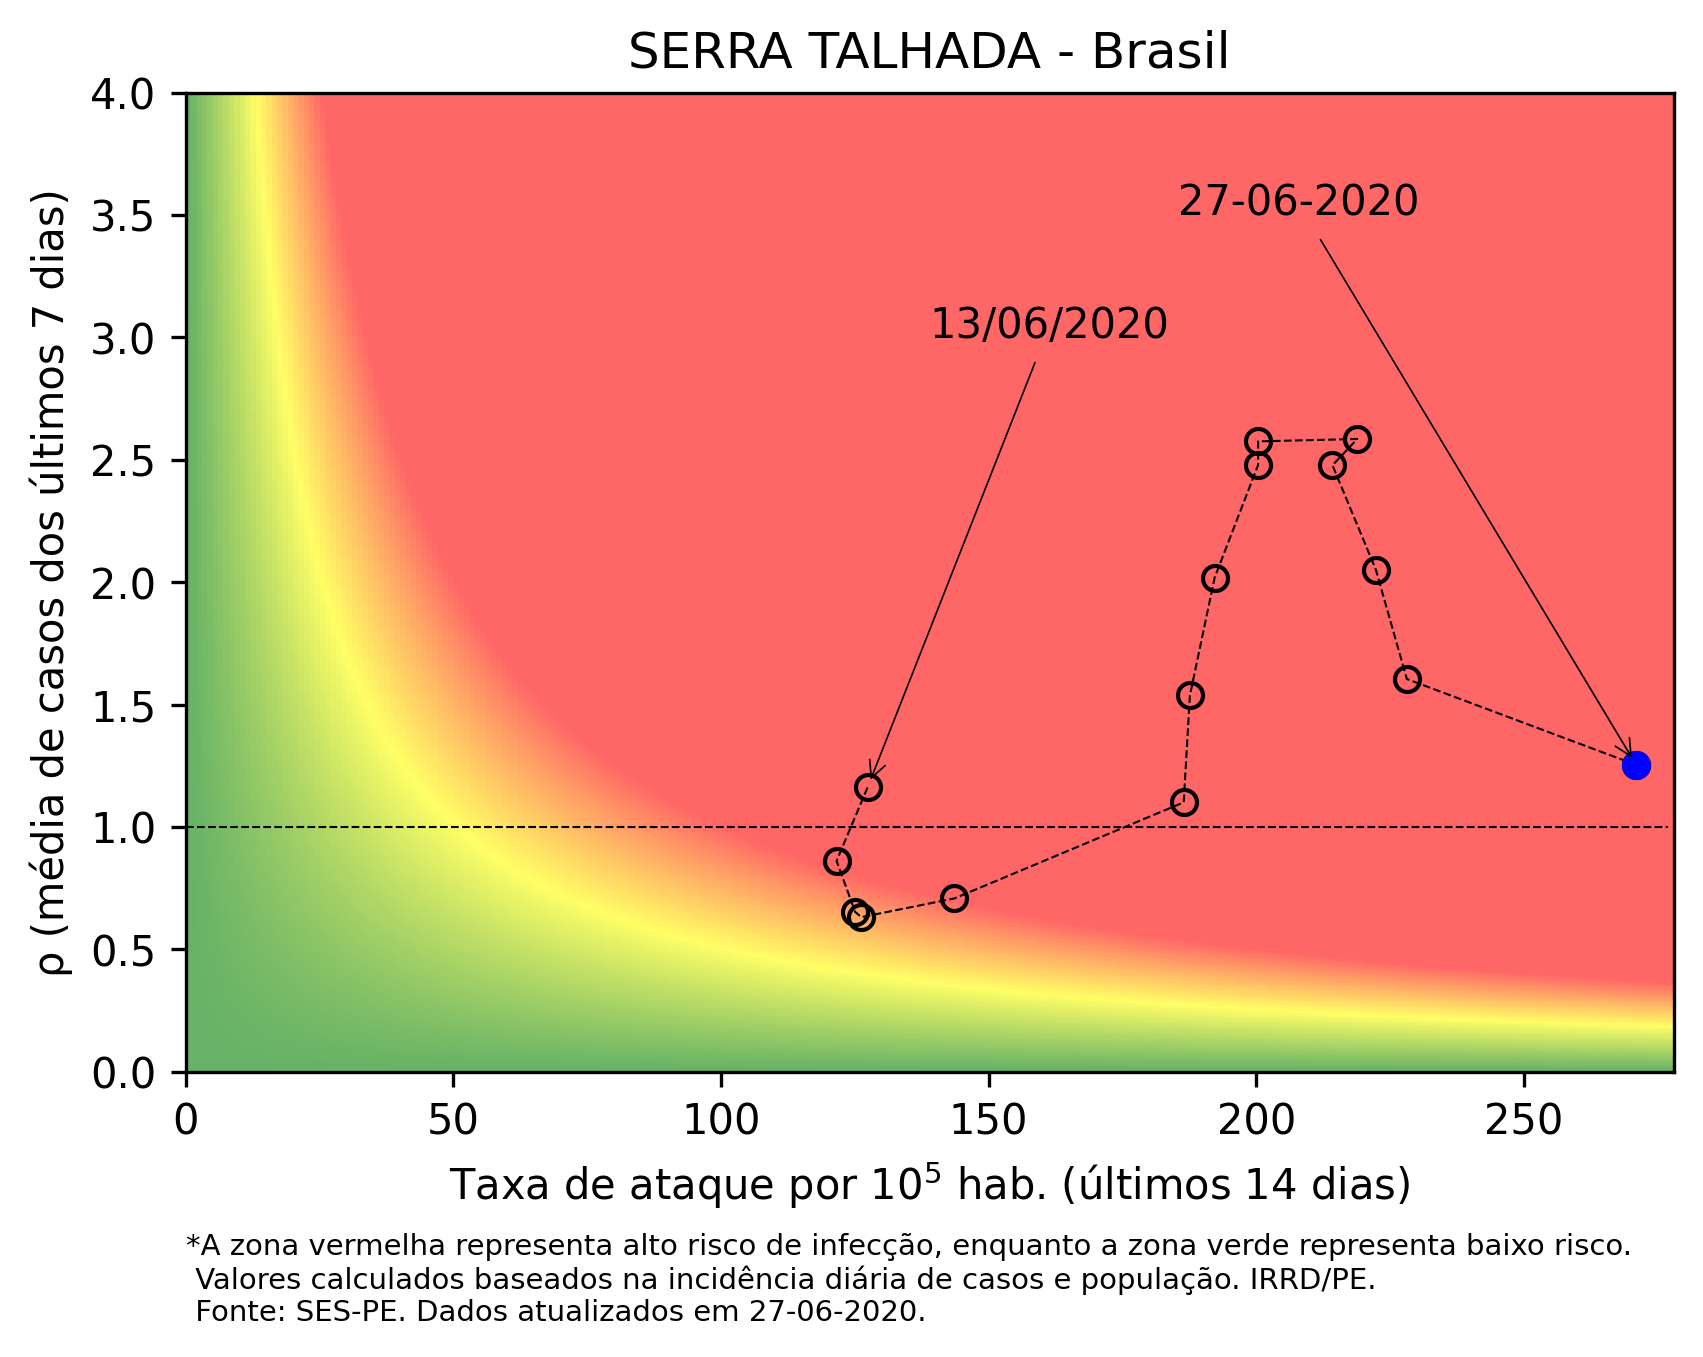 SERRA TALHADA - Brasil
4.0
3.5
3.0
2.5
2.0
1.5
1.0
0.5
0.0
ρ (média de casos dos últimos 7 dias)
27-06-2020
13/06/2020
0 50 100 150 200 250
Taxa de ataque por 10⁵ hab. (últimos 14 dias)
*A zona vermelha representa alto risco de infecção, enquanto a zona verde representa baixo risco.
Valores calculados baseados na incidência diária de casos e população. IRRD/PE.
Fonte: SES-PE. Dados atualizados em 27-06-2020.